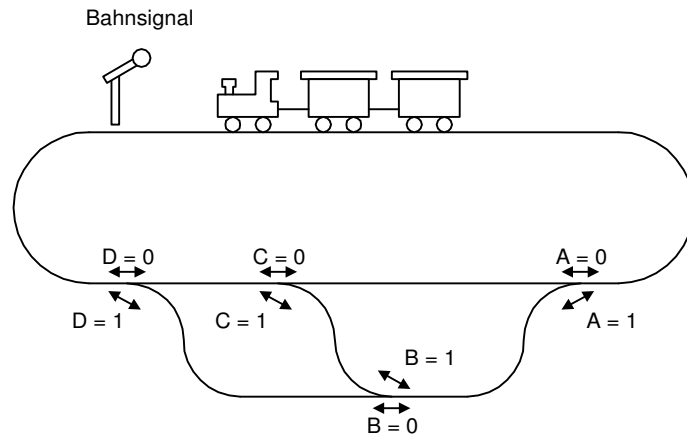 Bahnsignal
D = 0
C = 0
A = 0
D = 1
C = 1
A = 1
B = 1
B = 0